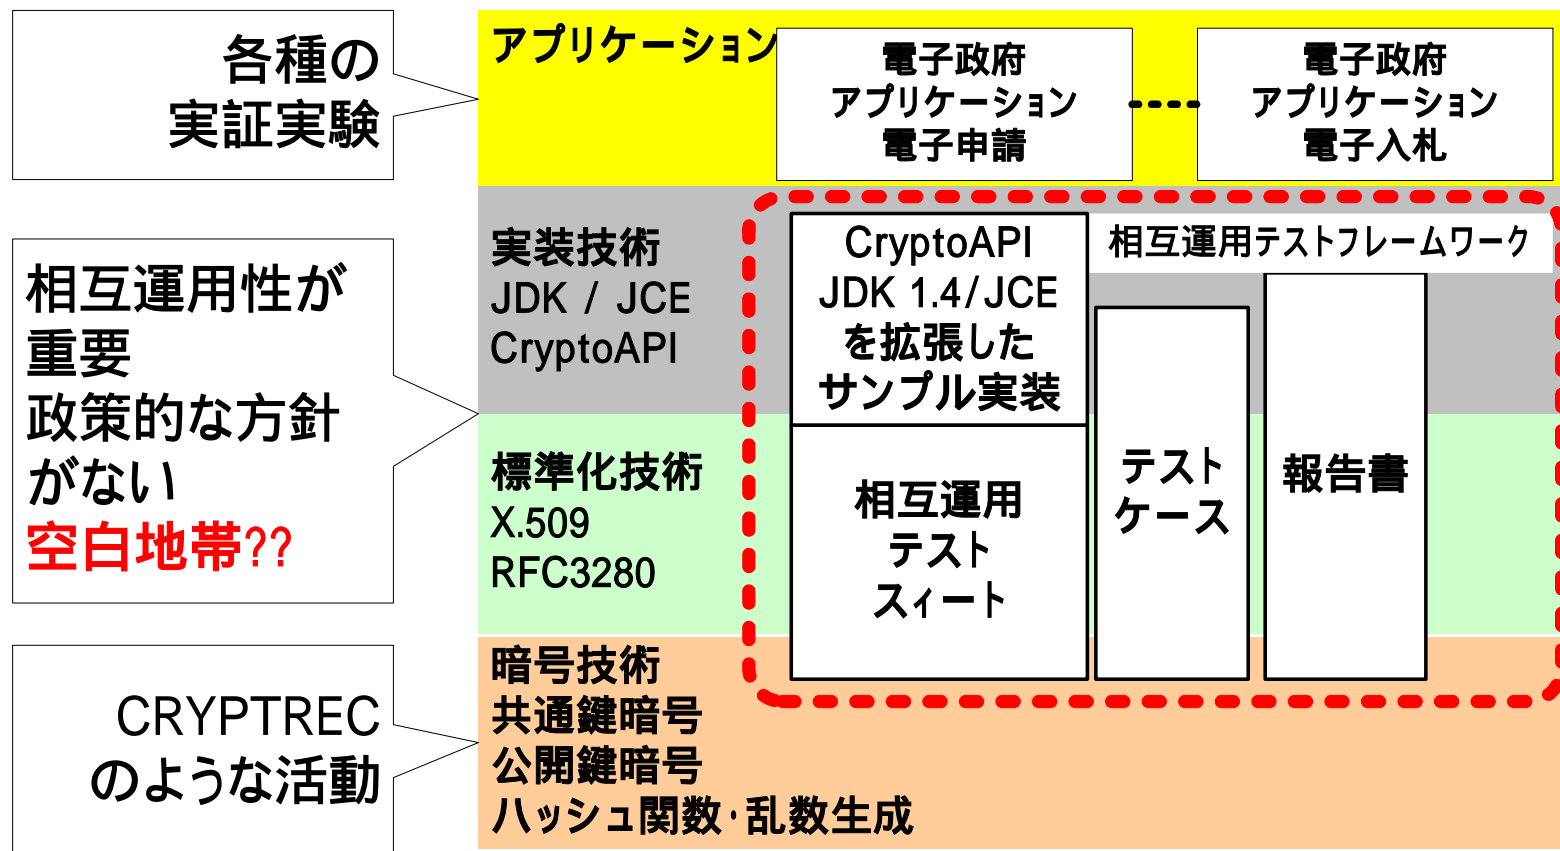 各種の
実証実験
相互運用性が
重要
政策的な方針
がない
空白地帯??
CRYPTREC
のような活動
アプリケーション
電子政府
アプリケーション
電子申請
電子政府
アプリケーション
電子入札
実装技術
JDK / JCE
CryptoAPI
CryptoAPI
JDK 1.4/JCE
を拡張した
サンプル実装
相互運用テストフレームワーク
標準化技術
X.509
RFC3280
相互運用
テスト
スィート
テスト
ケース
報告書
暗号技術
共通鍵暗号
公開鍵暗号
ハッシュ関数・乱数生成